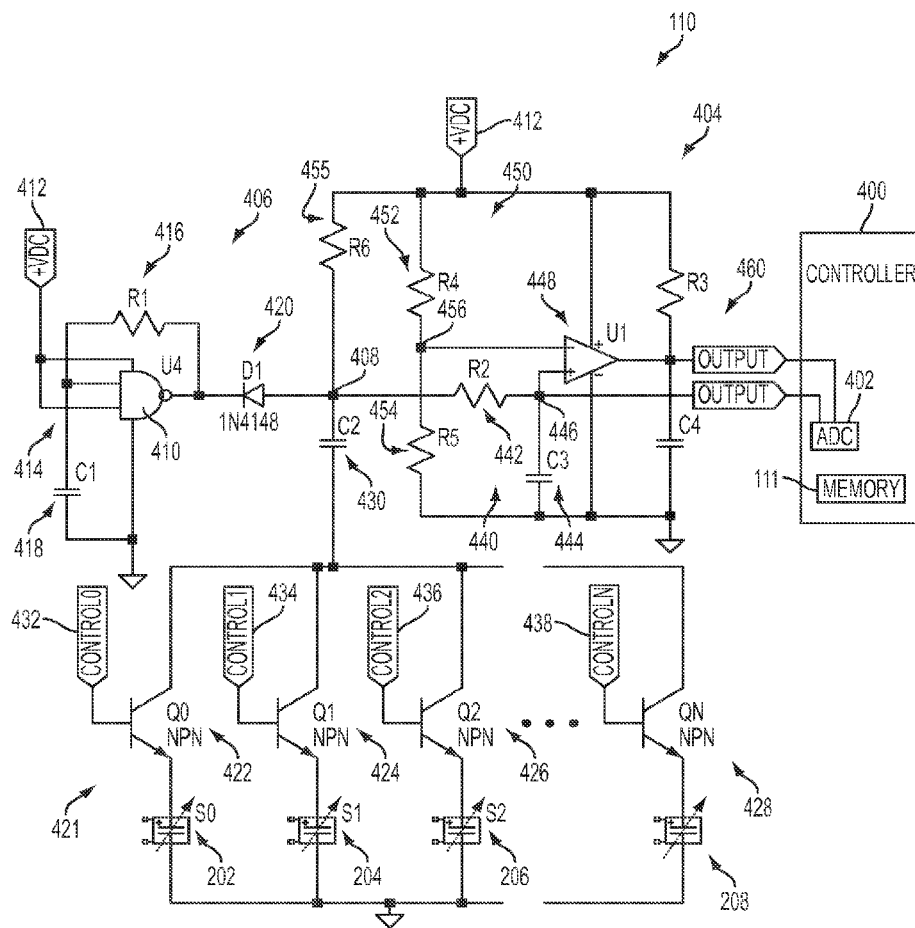 110
+VDC
412
404
455
450
400
412
406
452
CONTROLLER
+VDC
416
R6
R4
R3
460
R1
420
448
U1
456
U4
D1
408
R2
OUTPUT
1N4148
OUTPUT
402
446
ADC
410
C2
454
R5
442
C4
414
C3
C1
430
111
MEMORY
418
440
444
432
CONTROL0
434
CONTROL1
436
CONTROL2
438
CONTROLN
Q0
NPN
Q1
NPN
Q2
NPN
QN
NPN
422
424
426
428
421
S0
S1
S2
202
204
206
208
+
-
+
-
+
+
+
+